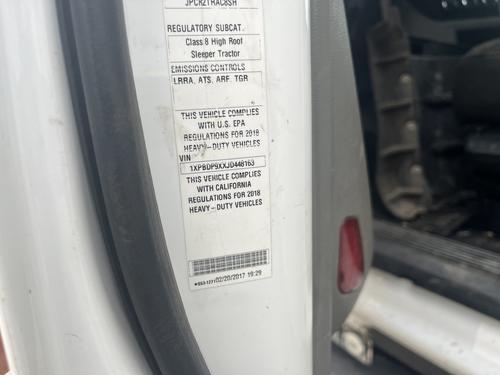 JPCR2TRAC8SH
REGULATORY SUBCAT.
Class 8 High Roof
Sleeper Tractor
EMISSIONS CONTROLS
LRRA, ATS, ARF, TGR
THIS VEHICLE COMPLIES
WITH U.S. EPA
REGULATIONS FOR 2018
HEAVY-DUTY VEHICLES
VIN
1XPBDP9XXJD448163
THIS VEHICLE COMPLIES
WITH CALIFORNIA
REGULATIONS FOR 2018
HEAVY-DUTY VEHICLES
02/20/2017 19:29